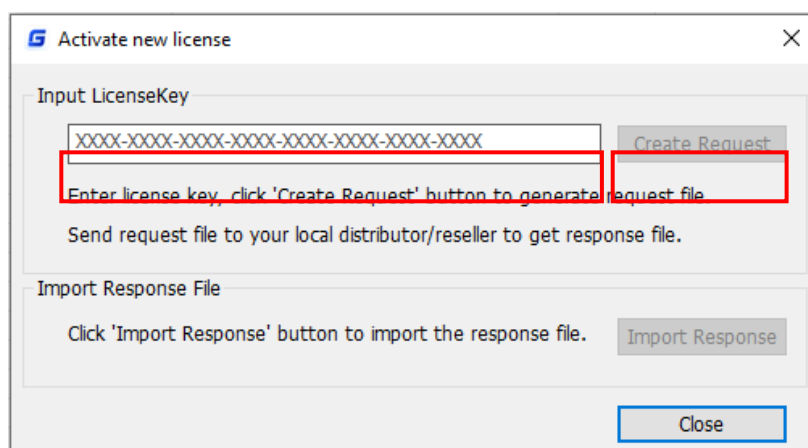 Activate new license
Input LicenseKey
XXXX-XXXX-XXXX-XXXX-XXXX-XXXX-XXXX-XXXX
Create Request
Enter license key, click 'Create Request' button to generate request file.
Send request file to your local distributor/reseller to get response file.
Import Response File
Click 'Import Response' button to import the response file.
Import Response
Close